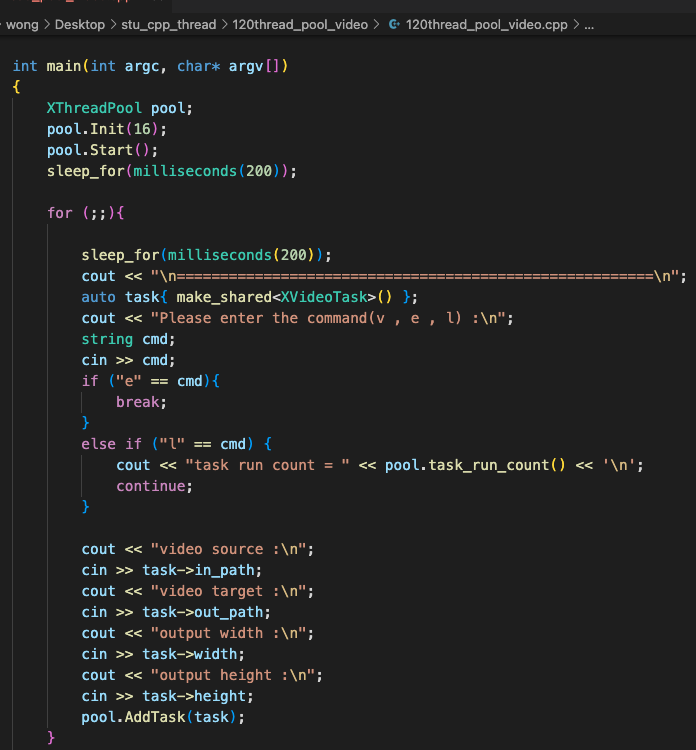 wong > Desktop > stu_cpp_thread > 120thread_pool_video > 120thread_pool_video.cpp > ...
int main(int argc, char* argv[])
{
    XThreadPool pool;
    pool.Init(16);
    pool.Start();
    sleep_for(milliseconds(200));

    for (;;){

        sleep_for(milliseconds(200));
        cout << "\n=======================================================\n";
        auto task{ make_shared<XVideoTask>() };
        cout << "Please enter the command(v , e , l) :\n";
        string cmd;
        cin >> cmd;
        if ("e" == cmd){
            break;
        }
        else if ("l" == cmd) {
            cout << "task run count = " << pool.task_run_count() << '\n';
            continue;
        }

        cout << "video source :\n";
        cin >> task->in_path;
        cout << "video target :\n";
        cin >> task->out_path;
        cout << "output width :\n";
        cin >> task->width;
        cout << "output height :\n";
        cin >> task->height;
        pool.AddTask(task);
    }